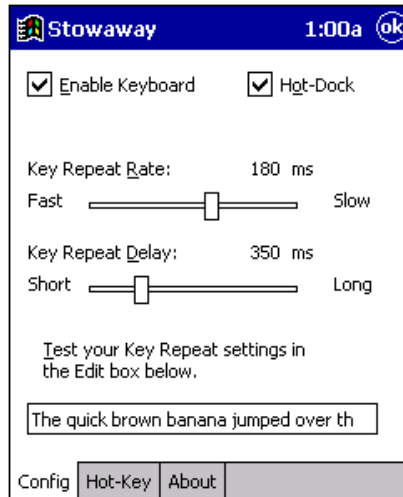 Stowaway 1:00a ok
Enable Keyboard Hot-Dock
Key Repeat Rate: 180 ms
Fast Slow
Key Repeat Delay: 350 ms
Short Long
Test your Key Repeat settings in
the Edit box below.
The quick brown banana jumped over th
Config Hot-Key About